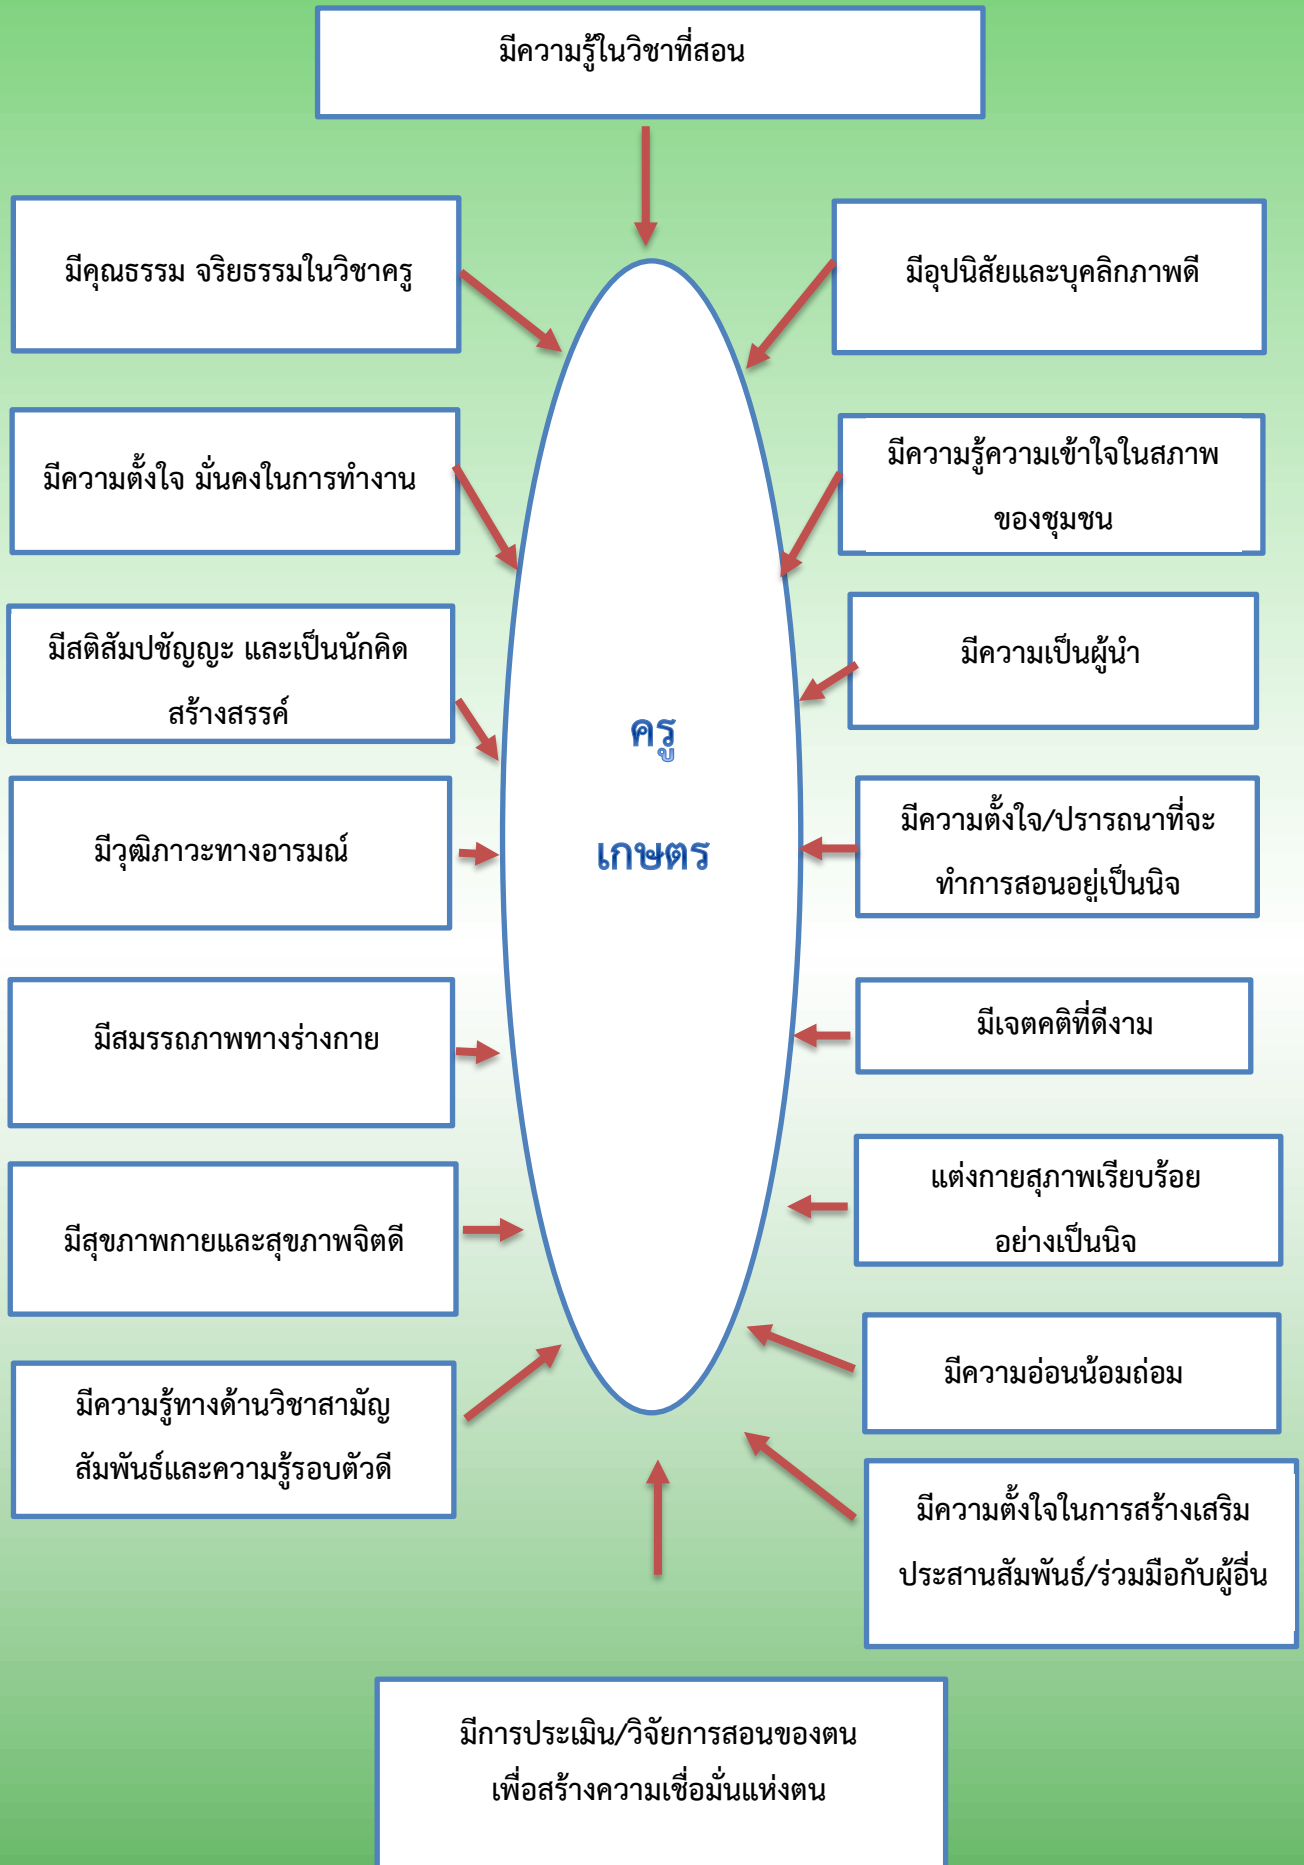 มีความรู้ในวิชาที่สอน
มีคุณธรรม จริยธรรมในวิชาครู
มีอุปนิสัยและบุคลิกภาพดี
มีความตั้งใจ มั่นคงในการทำงาน
มีความรู้ความเข้าใจในสภาพ
ของชุมชน
มีสติสัมปชัญญะ และเป็นนักคิด
สร้างสรรค์
มีความเป็นผู้นำ
ครู
เกษตร
มีวุฒิภาวะทางอารมณ์
มีความตั้งใจ/ปรารถนาที่จะ
ทำการสอนอยู่เป็นนิจ
มีสมรรถภาพทางร่างกาย
มีเจตคติที่ดีงาม
มีสุขภาพกายและสุขภาพจิตดี
แต่งกายสุภาพเรียบร้อย
อย่างเป็นนิจ
มีความรู้ทางด้านวิชาสามัญ
สัมพันธ์และความรู้รอบตัวดี
มีความอ่อนน้อมถ่อม
มีความตั้งใจในการสร้างเสริม
ประสานสัมพันธ์/ร่วมมือกับผู้อื่น
มีการประเมิน/วิจัยการสอนของตน
เพื่อสร้างความเชื่อมั่นแห่งตน